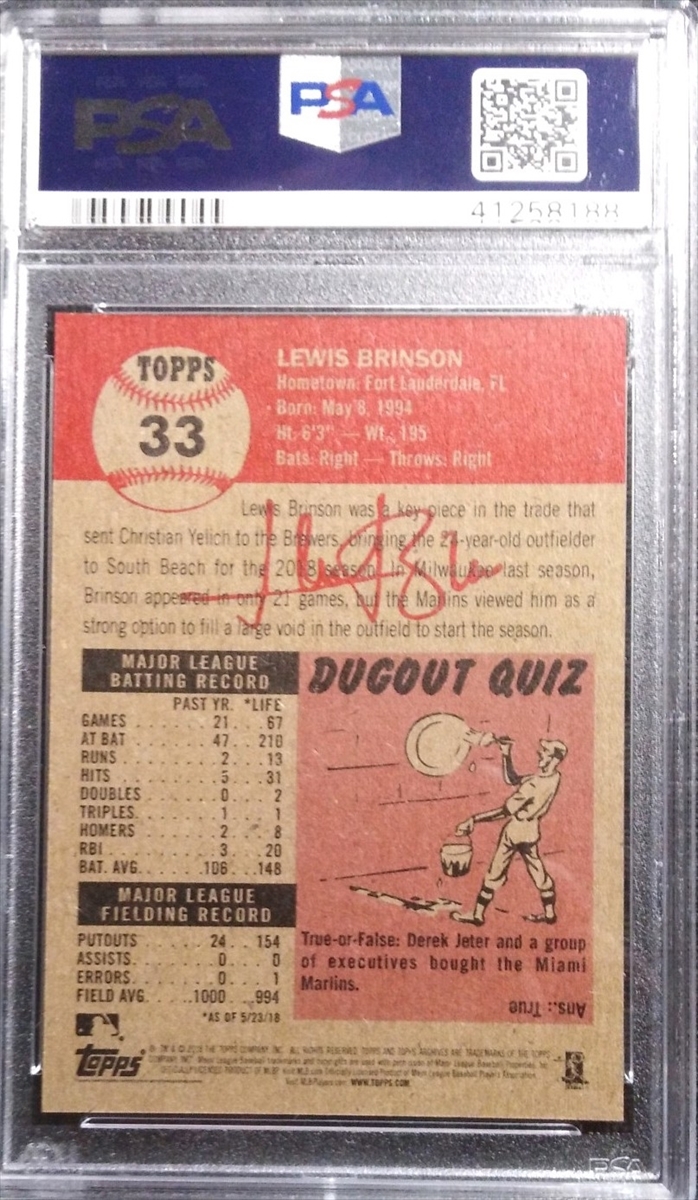 PSA
PSA
41258188
TOPPS
33
LEWIS BRINSON
Hometown: Fort Lauderdale, FL
Born: May 8, 1994
Ht. 6'3" — Wt. 195
Bats: Right — Throws: Right
Lewis Brinson was a key piece in the trade that
sent Christian Yelich to the Brewers, bringing the 24-year-old outfielder
to South Beach for the 2018 season. In Milwaukee last season,
Brinson appeared in only 21 games, but the Marlins viewed him as a
strong option to fill a large void in the outfield to start the season.
MAJOR LEAGUE
BATTING RECORD
PAST YR. *LIFE
GAMES 21 67
AT BAT 47 210
RUNS 2 13
HITS 5 31
DOUBLES 0 2
TRIPLES 1 1
HOMERS 2 8
RBI 3 20
BAT. AVG. .106 .148
MAJOR LEAGUE
FIELDING RECORD
PUTOUTS 24 154
ASSISTS 0 0
ERRORS 0 1
FIELD AVG. 1.000 .994
*AS OF 5/23/18
DUGOUT QUIZ
True-or-False: Derek Jeter and a group
of executives bought the Miami
Marlins.
Ans.: True
TOPPS
WWW.TOPPS.COM
PSA